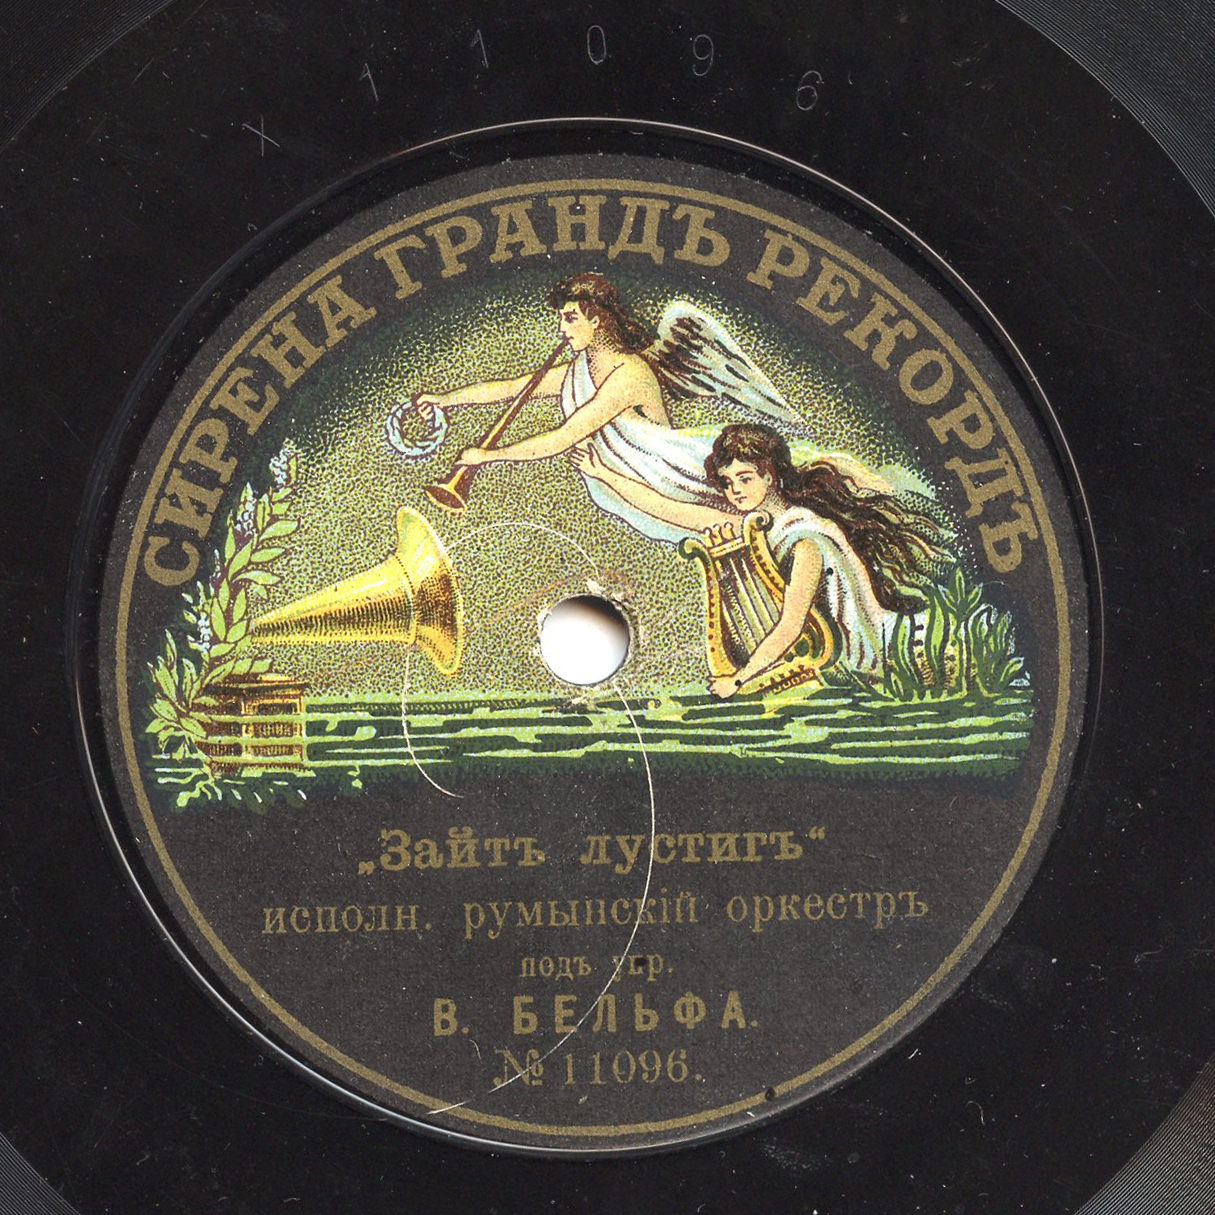 x 11096
СИРЕНА ГРАНДЪ РЕКОРДЪ
„Зайтъ лустигъ“
исполн. румынскій оркестръ
подъ упр.
В. БЕЛЬФА.
№ 11096.